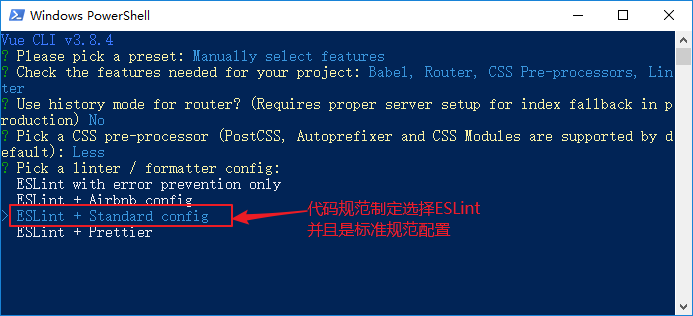 Windows PowerShell
Vue CLI v3.8.4
? Please pick a preset: Manually select features
? Check the features needed for your project: Babel, Router, CSS Pre-processors, Lin
ter
? Use history mode for router? (Requires proper server setup for index fallback in p
roduction) No
? Pick a CSS pre-processor (PostCSS, Autoprefixer and CSS Modules are supported by d
efault): Less
? Pick a linter / formatter config:
ESLint with error prevention only
ESLint + Airbnb config
> ESLint + Standard config
代码规范制定选择ESLint
并且是标准规范配置
ESLint + Prettier